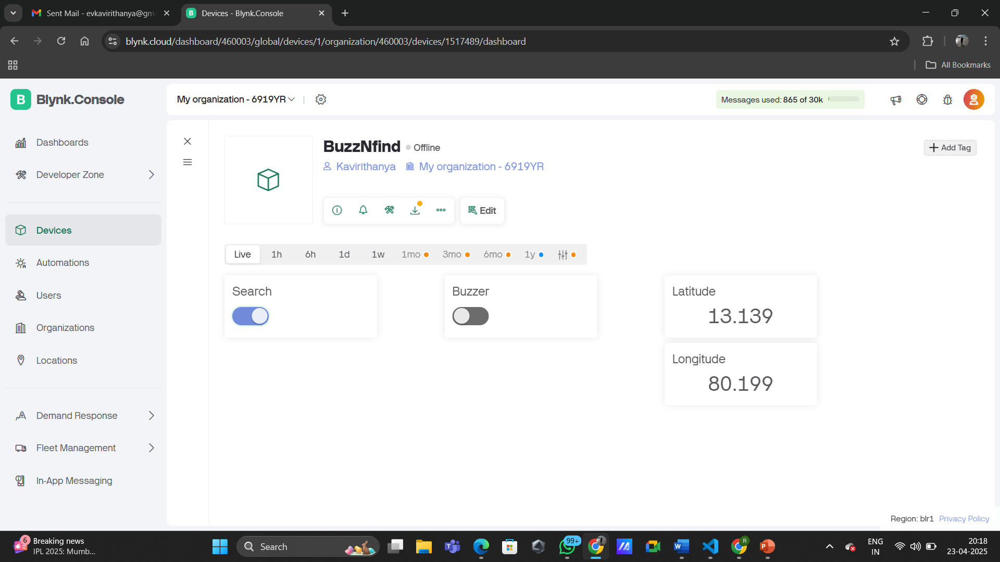 Sent Mail - evkavirithanya@gm
Devices - Blynk.Console
blynk.cloud/dashboard/460003/global/devices/1/organization/460003/devices/1517489/dashboard
All Bookmarks
B Blynk.Console
My organization - 6919YR
Messages used: 865 of 30k
Dashboards
Developer Zone
Devices
Automations
Users
Organizations
Locations
Demand Response
Fleet Management
In-App Messaging
BuzzNfind Offline
Kavirithanya My organization - 6919YR
Add Tag
Edit
Live 1h 6h 1d 1w 1mo 3mo 6mo 1y
Search
Buzzer
Latitude
13.139
Longitude
80.199
Region: blr1 Privacy Policy
6
Breaking news
IPL 2025: Mumb...
Search
99+
R
ENG
IN
20:18
23-04-2025